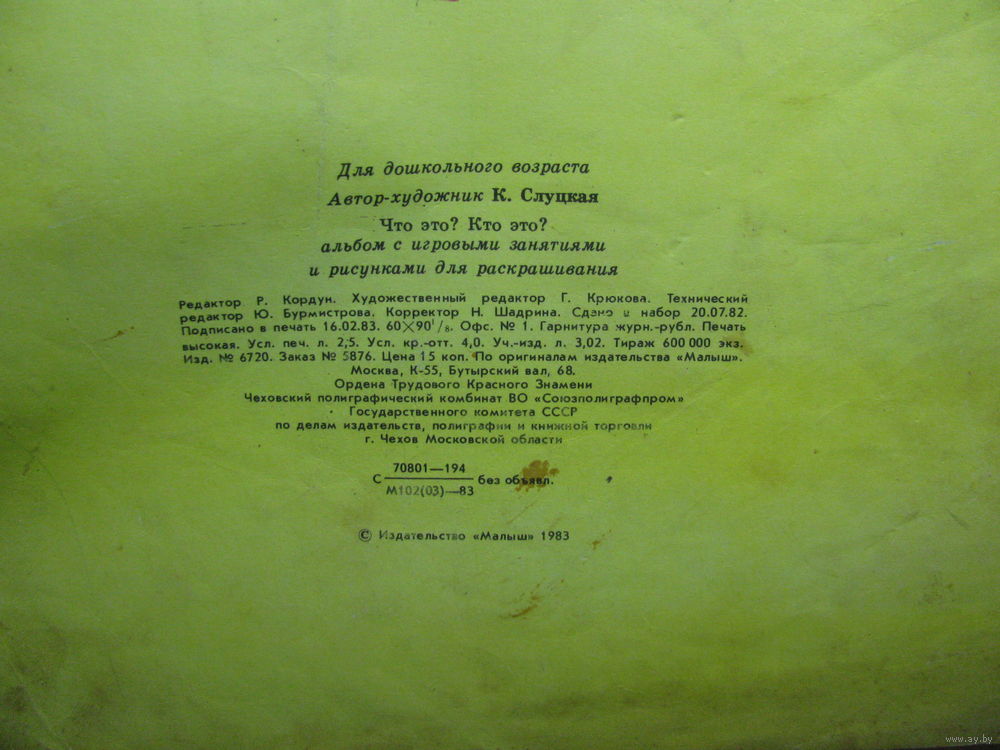 Для дошкольного возраста
Автор-художник К. Слуцкая
Что это? Кто это?
альбом с игровыми занятиями
и рисунками для раскрашивания
Редактор Р. Кордун. Художественный редактор Г. Крюкова. Технический
редактор Ю. Бурмистрова. Корректор Н. Шадрина. Сдано в набор 20.07.82.
Подписано в печать 16.02.83. 60×90¹/₈. Офс. № 1. Гарнитура журн.-рубл. Печать
высокая. Усл. печ. л. 2,5. Усл. кр.-отт. 4,0. Уч.-изд. л. 3,02. Тираж 600 000 экз.
Изд. № 6720. Заказ № 5876. Цена 15 коп. По оригиналам издательства «Малыш».
Москва, К-55, Бутырский вал, 68.
Ордена Трудового Красного Знамени
Чеховский полиграфический комбинат ВО «Союзполиграфпром»
Государственного комитета СССР
по делам издательств, полиграфии и книжной торговли
г. Чехов Московской области
70801—194
С без объявл.
М102(03)—83
© Издательство «Малыш» 1983
www.ay.by